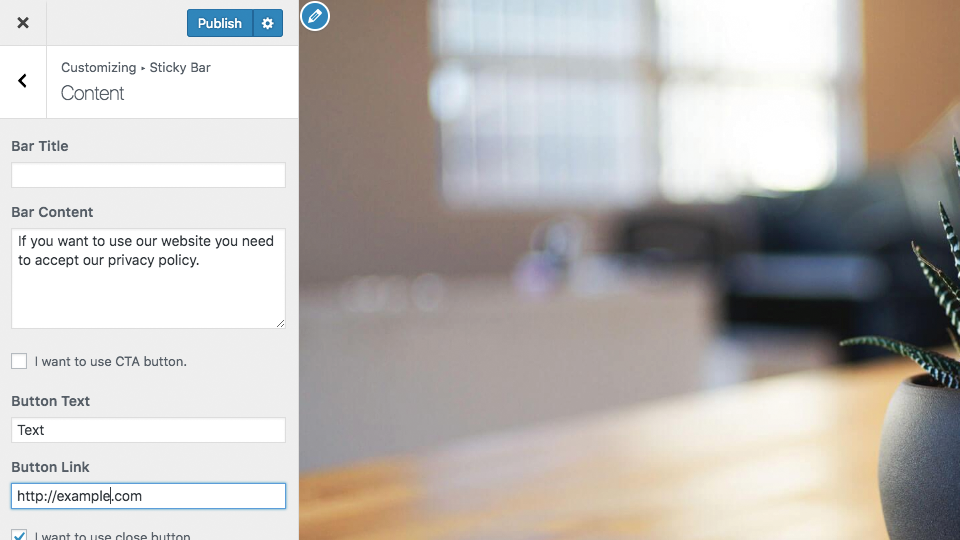 Publish
Customizing ▸ Sticky Bar
Content
Bar Title
Bar Content
If you want to use our website you need
to accept our privacy policy.
I want to use CTA button.
Button Text
Text
Button Link
http://example.com
I want to use close button